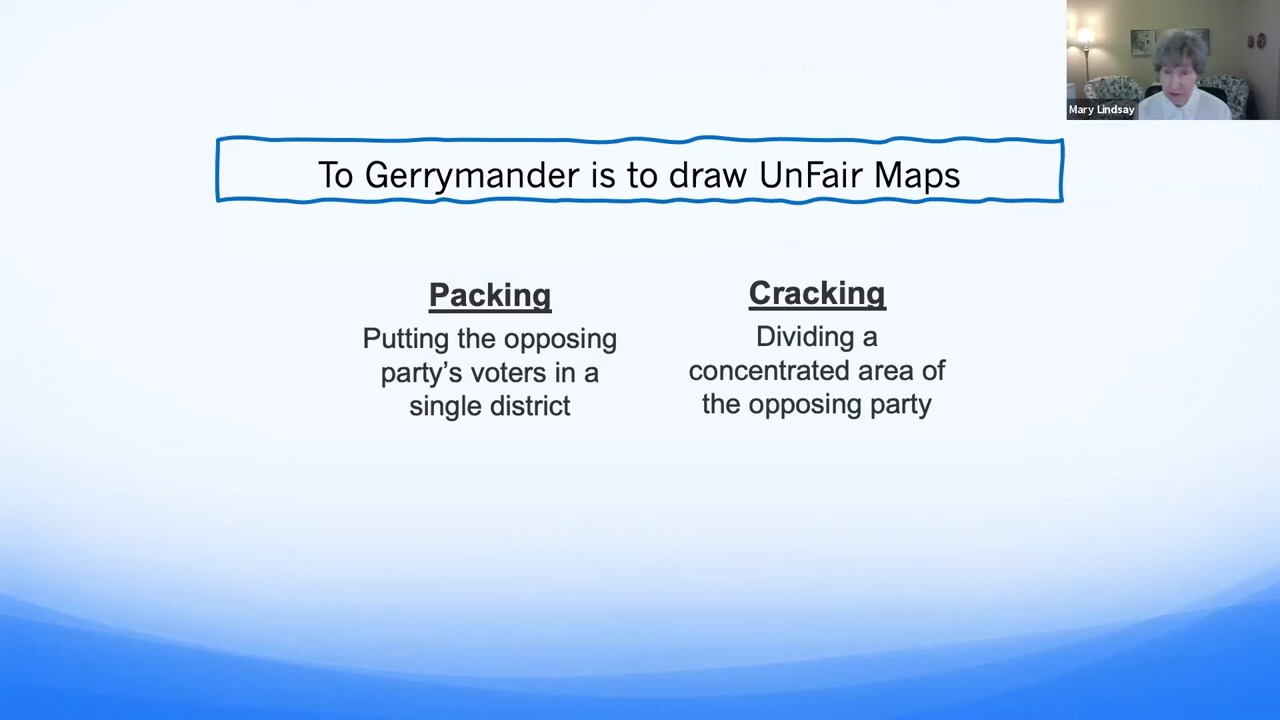 Mary Lindsay
To Gerrymander is to draw UnFair Maps
Packing
Putting the opposing
party's voters in a
single district
Cracking
Dividing a
concentrated area of
the opposing party